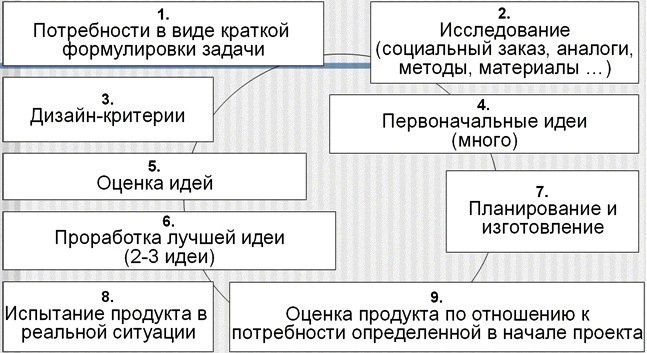 1.
Потребности в виде краткой
формулировки задачи
2.
Исследование
(социальный заказ, аналоги,
методы, материалы ...)
3.
Дизайн-критерии
4.
Первоначальные идеи
(много)
5.
Оценка идей
6.
Проработка лучшей идеи
(2-3 идеи)
7.
Планирование и
изготовление
8.
Испытание продукта в
реальной ситуации
9.
Оценка продукта по отношению к
потребности определенной в начале проекта